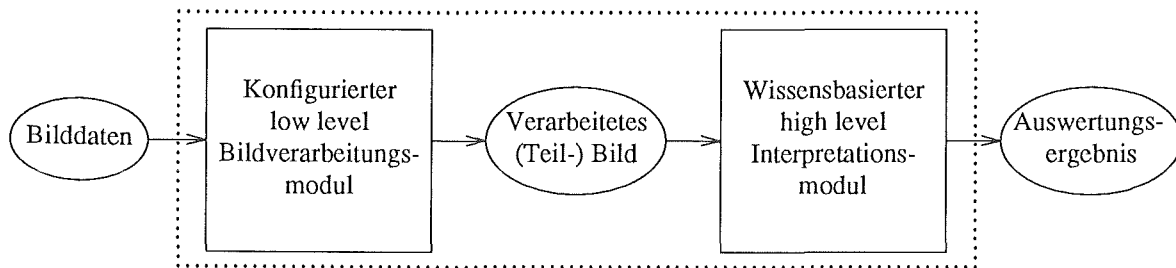 Bilddaten
Konfigurierter
low level
Bildverarbeitungs-
modul
Verarbeitetes
(Teil-) Bild
Wissensbasierter
high level
Interpretations-
modul
Auswertungs-
ergebnis